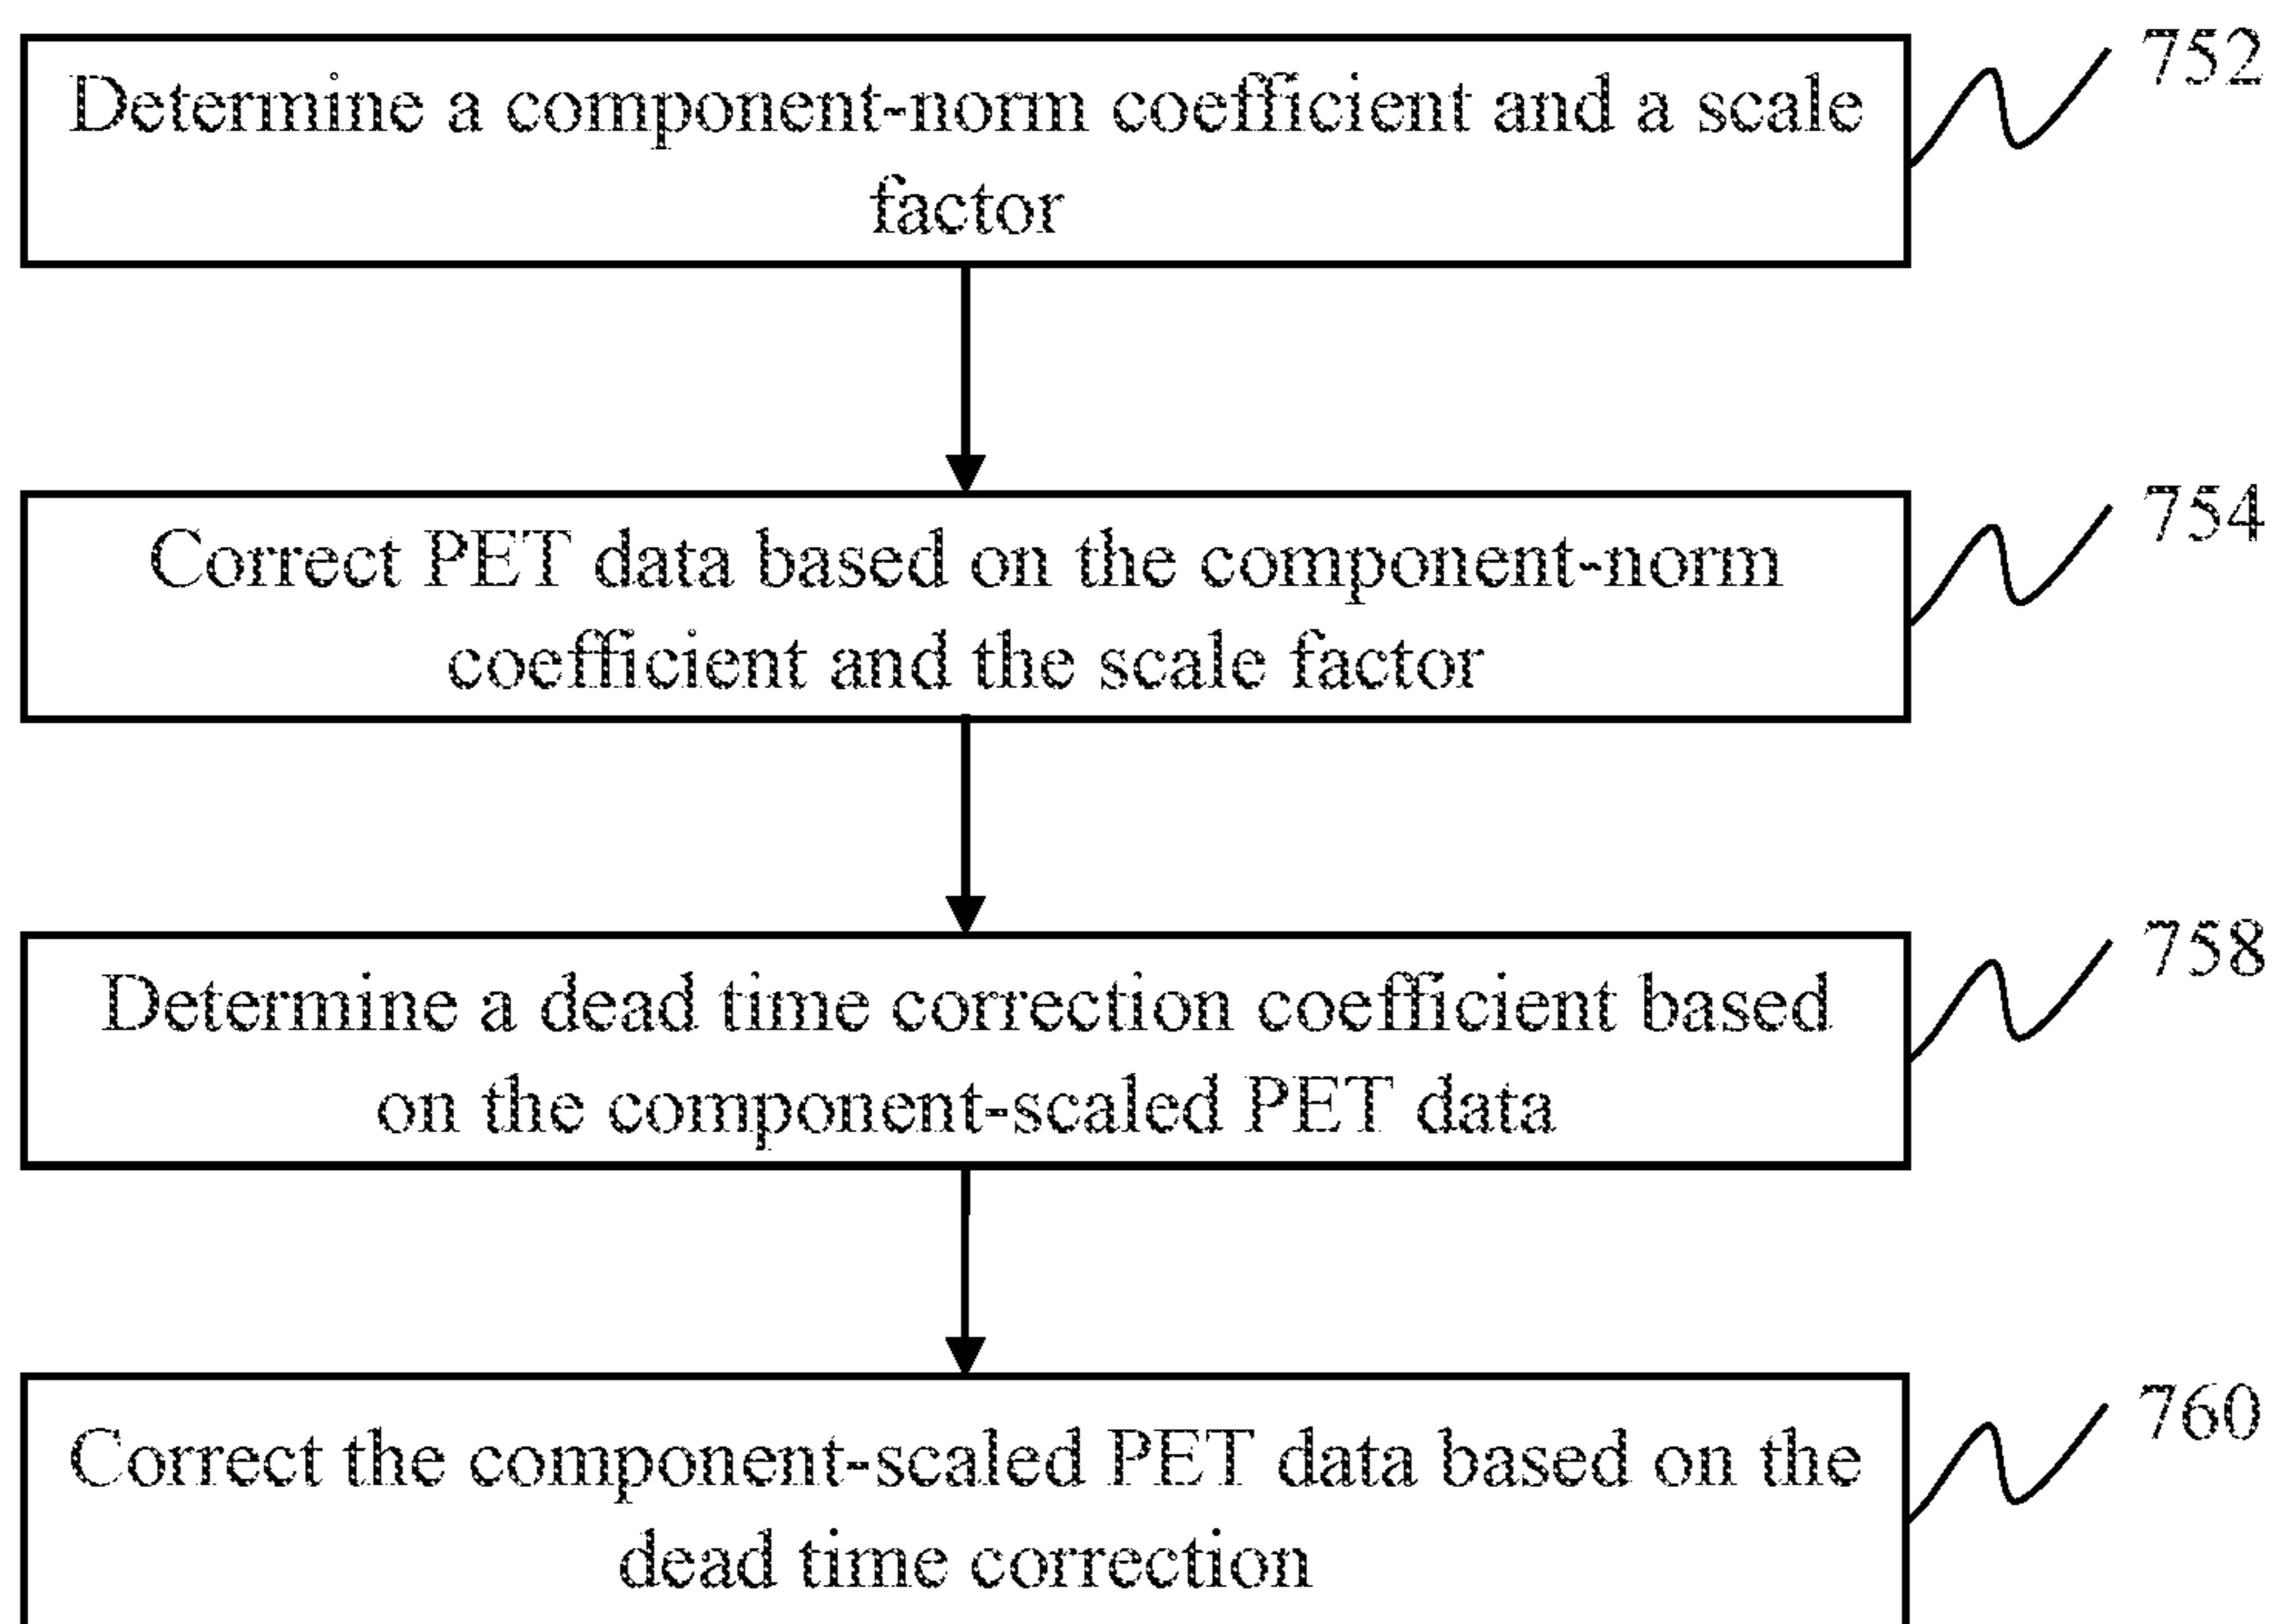 Determine a component-norm coefficient and a scale
factor
752
Correct PET data based on the component-norm
coefficient and the scale factor
754
Determine a dead time correction coefficient based
on the component-scaled PET data
758
Correct the component-scaled PET data based on the
dead time correction
760